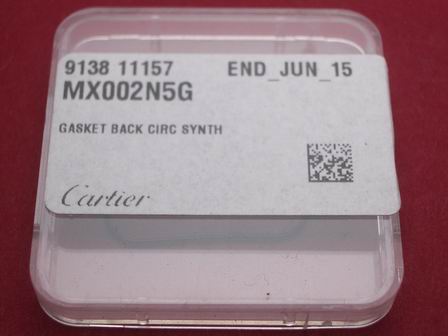 9138 11157 END_JUN_15
MX002N5G
GASKET BACK CIRC SYNTH
Cartier